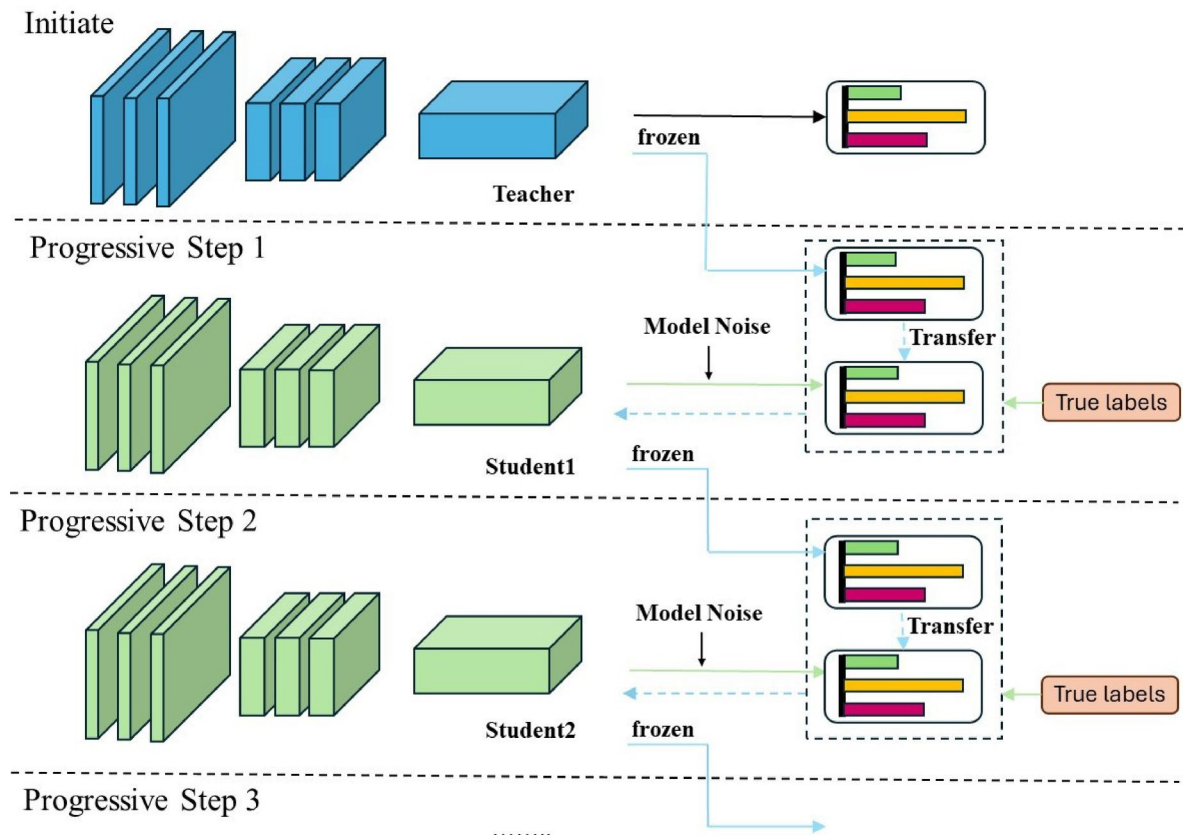 Initiate
frozen
Teacher
Progressive Step 1
Model Noise
Transfer
True labels
Student1
frozen
Progressive Step 2
Model Noise
Transfer
True labels
Student2
frozen
Progressive Step 3
........